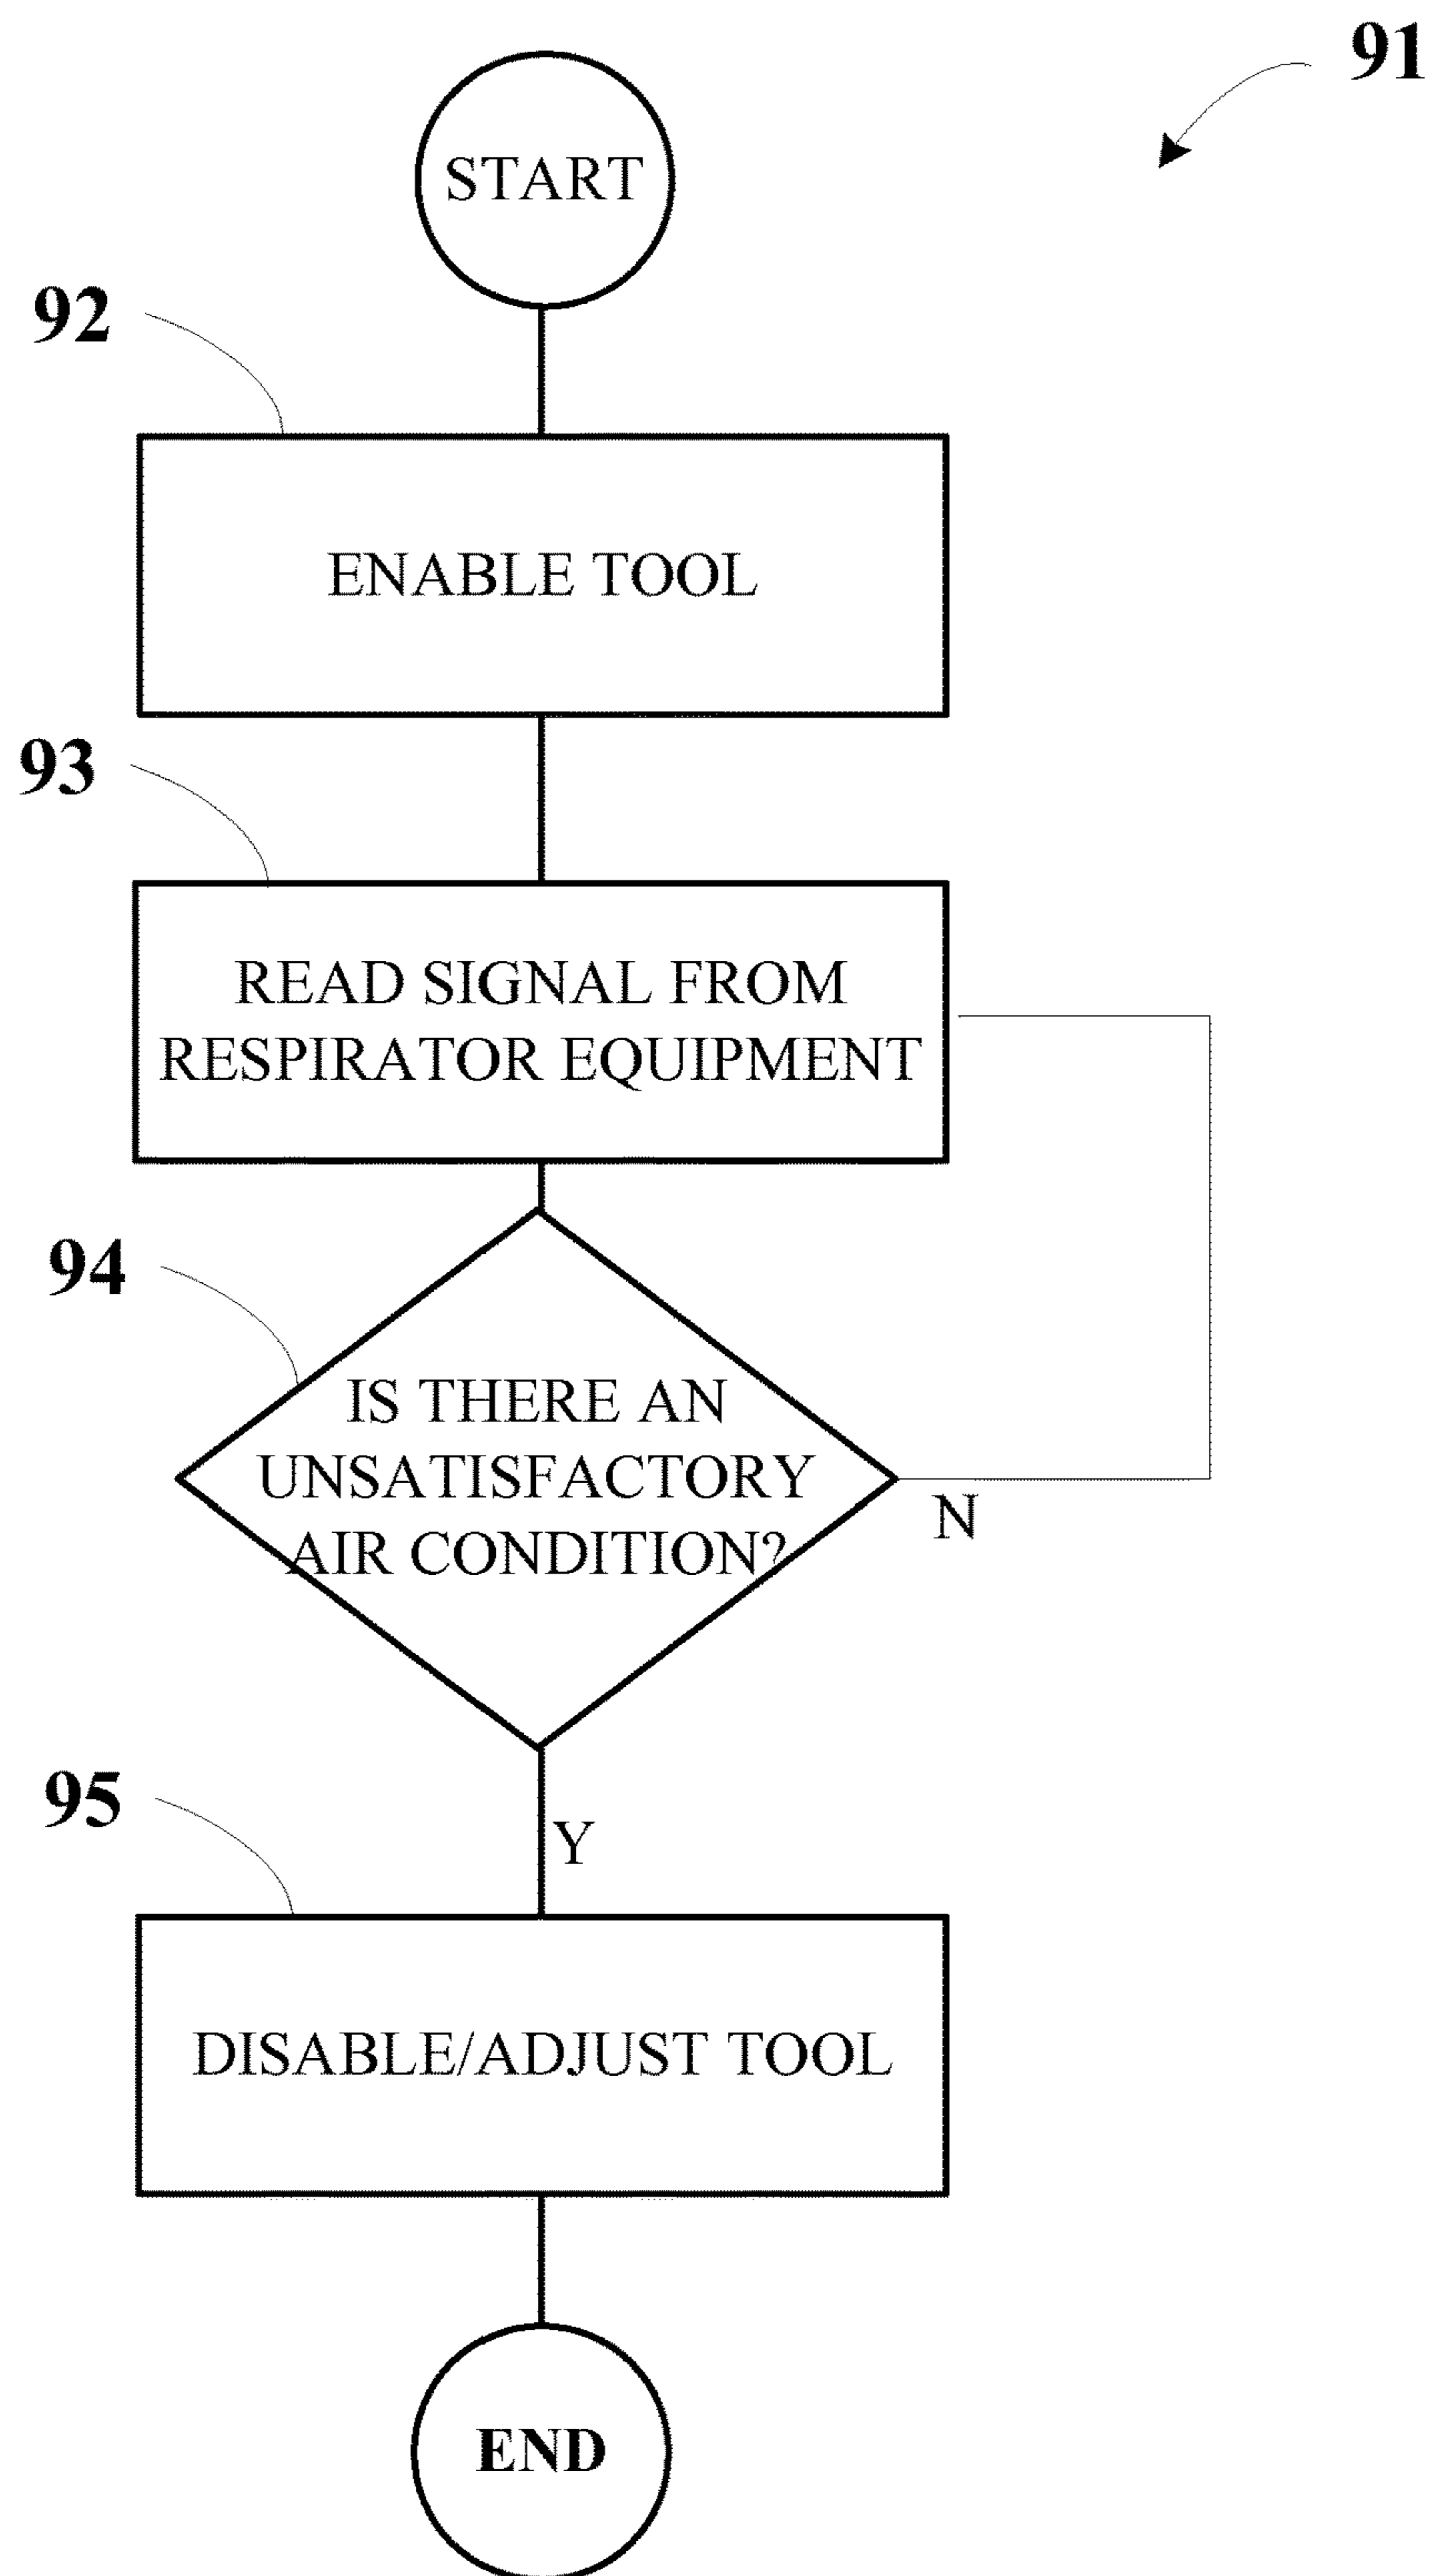 91
START
92
ENABLE TOOL
93
READ SIGNAL FROM
RESPIRATOR EQUIPMENT
94
IS THERE AN
UNSATISFACTORY
AIR CONDITION?
N
95
Y
DISABLE/ADJUST TOOL
END